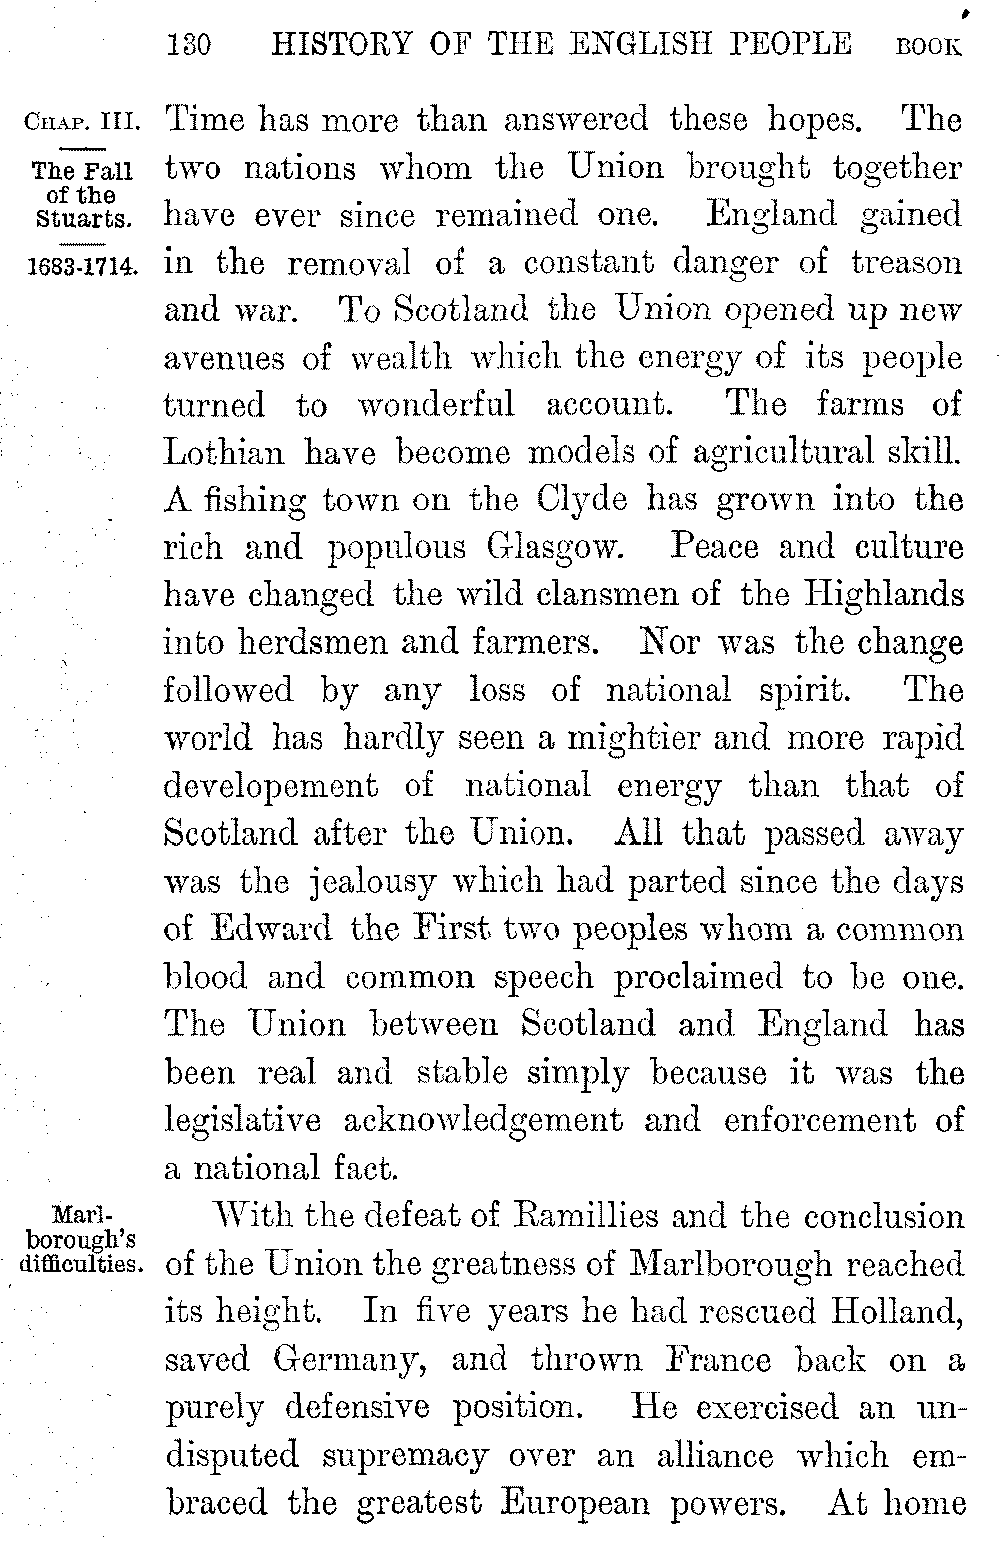 130 HISTORY OF THE ENGLISH PEOPLE BOOK
CHAP. III.
The Fall
of the
Stuarts.
1683-1714.
Time has more than answered these hopes. The
two nations whom the Union brought together
have ever since remained one. England gained
in the removal of a constant danger of treason
and war. To Scotland the Union opened up new
avenues of wealth which the energy of its people
turned to wonderful account. The farms of
Lothian have become models of agricultural skill.
A fishing town on the Clyde has grown into the
rich and populous Glasgow. Peace and culture
have changed the wild clansmen of the Highlands
into herdsmen and farmers. Nor was the change
followed by any loss of national spirit. The
world has hardly seen a mightier and more rapid
developement of national energy than that of
Scotland after the Union. All that passed away
was the jealousy which had parted since the days
of Edward the First two peoples whom a common
blood and common speech proclaimed to be one.
The Union between Scotland and England has
been real and stable simply because it was the
legislative acknowledgement and enforcement of
a national fact.
Marl-
borough's
difficulties.
With the defeat of Ramillies and the conclusion
of the Union the greatness of Marlborough reached
its height. In five years he had rescued Holland,
saved Germany, and thrown France back on a
purely defensive position. He exercised an un-
disputed supremacy over an alliance which em-
braced the greatest European powers. At home